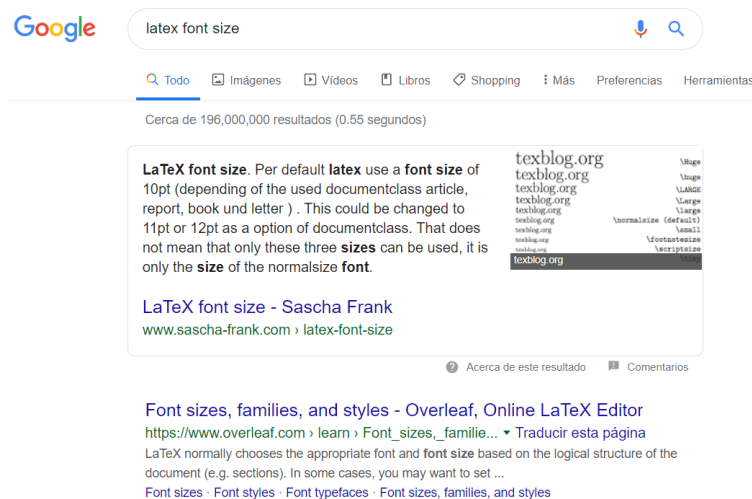 Google
latex font size
Todo Imágenes Vídeos Libros Shopping Más Preferencias Herramientas
Cerca de 196,000,000 resultados (0.55 segundos)
LaTeX font size. Per default latex use a font size of
10pt (depending of the used documentclass article,
report, book und letter ) . This could be changed to
11pt or 12pt as a option of documentclass. That does
not mean that only these three sizes can be used, it is
only the size of the normalsize font.
texblog.org \Huge
texblog.org \huge
texblog.org \LARGE
texblog.org \Large
texblog.org \large
texblog.org \normalsize (default)
texblog.org \small
texblog.org \footnotesize
texblog.org \scriptsize
texblog.org
LaTeX font size - Sascha Frank
www.sascha-frank.com › latex-font-size
Acerca de este resultado Comentarios
Font sizes, families, and styles - Overleaf, Online LaTeX Editor
https://www.overleaf.com › learn › Font_sizes,_familie... Traducir esta página
LaTeX normally chooses the appropriate font and font size based on the logical structure of the
document (e.g. sections). In some cases, you may want to set ...
Font sizes · Font styles · Font typefaces · Font sizes, families, and styles